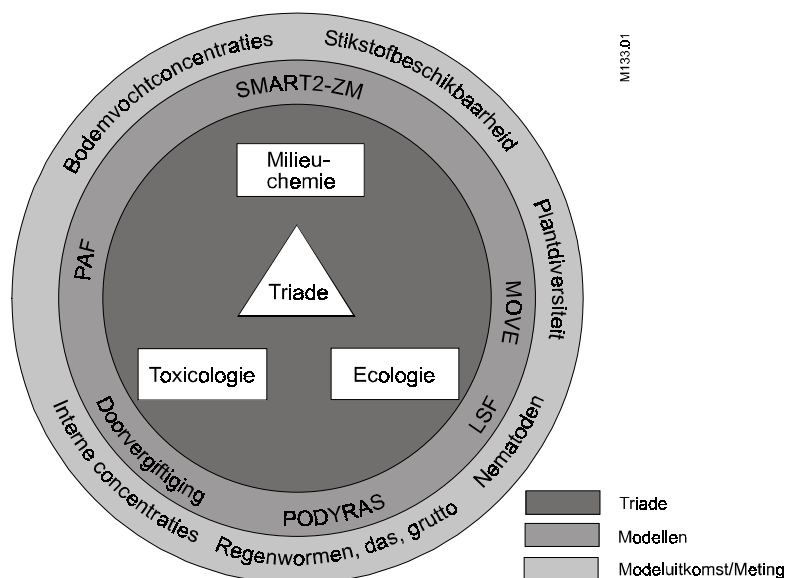 Bodemvochtconcentraties
Stikstofbeschikbaarheid
M133.01
SMART2-ZM
Milieu-
chemie
Plantdiversiteit
PAF
Triade
MOVE
Toxicologie
Ecologie
LSF
Nematoden
Doorvergiftiging
Interne concentraties
PODYRAS
Regenwormen, das, grutto
Triade
Modellen
Modeluitkomst/Meting